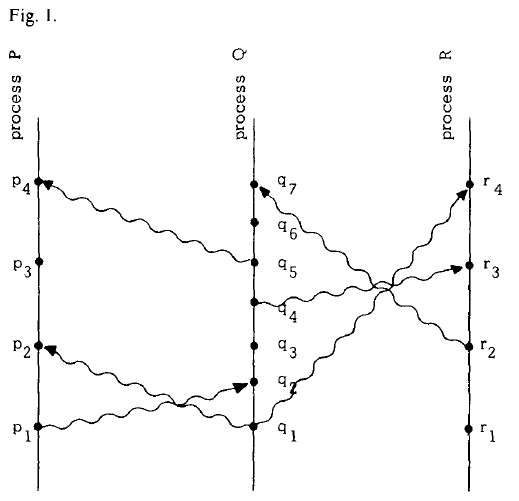 Fig. 1.
process P
process Q
process R
p4
q7
r4
q6
p3
q5
r3
q4
p2
q3
r2
q2
p1
q1
r1